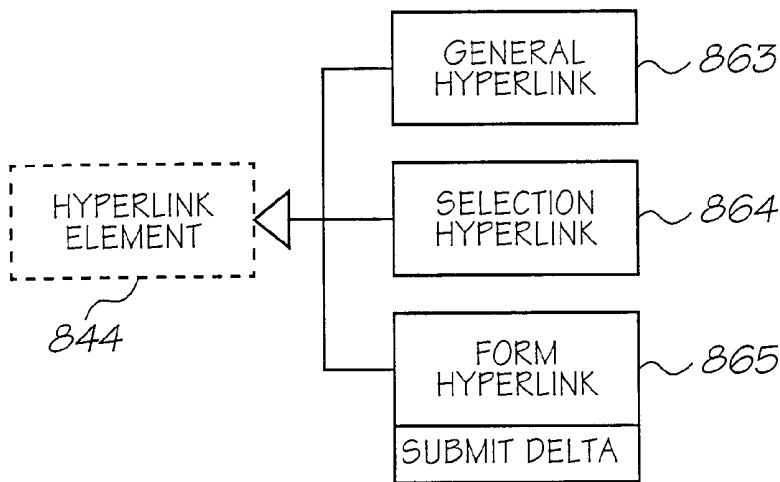 GENERAL
HYPERLINK
863
HYPERLINK
ELEMENT
844
SELECTION
HYPERLINK
864
FORM
HYPERLINK
865
SUBMIT DELTA